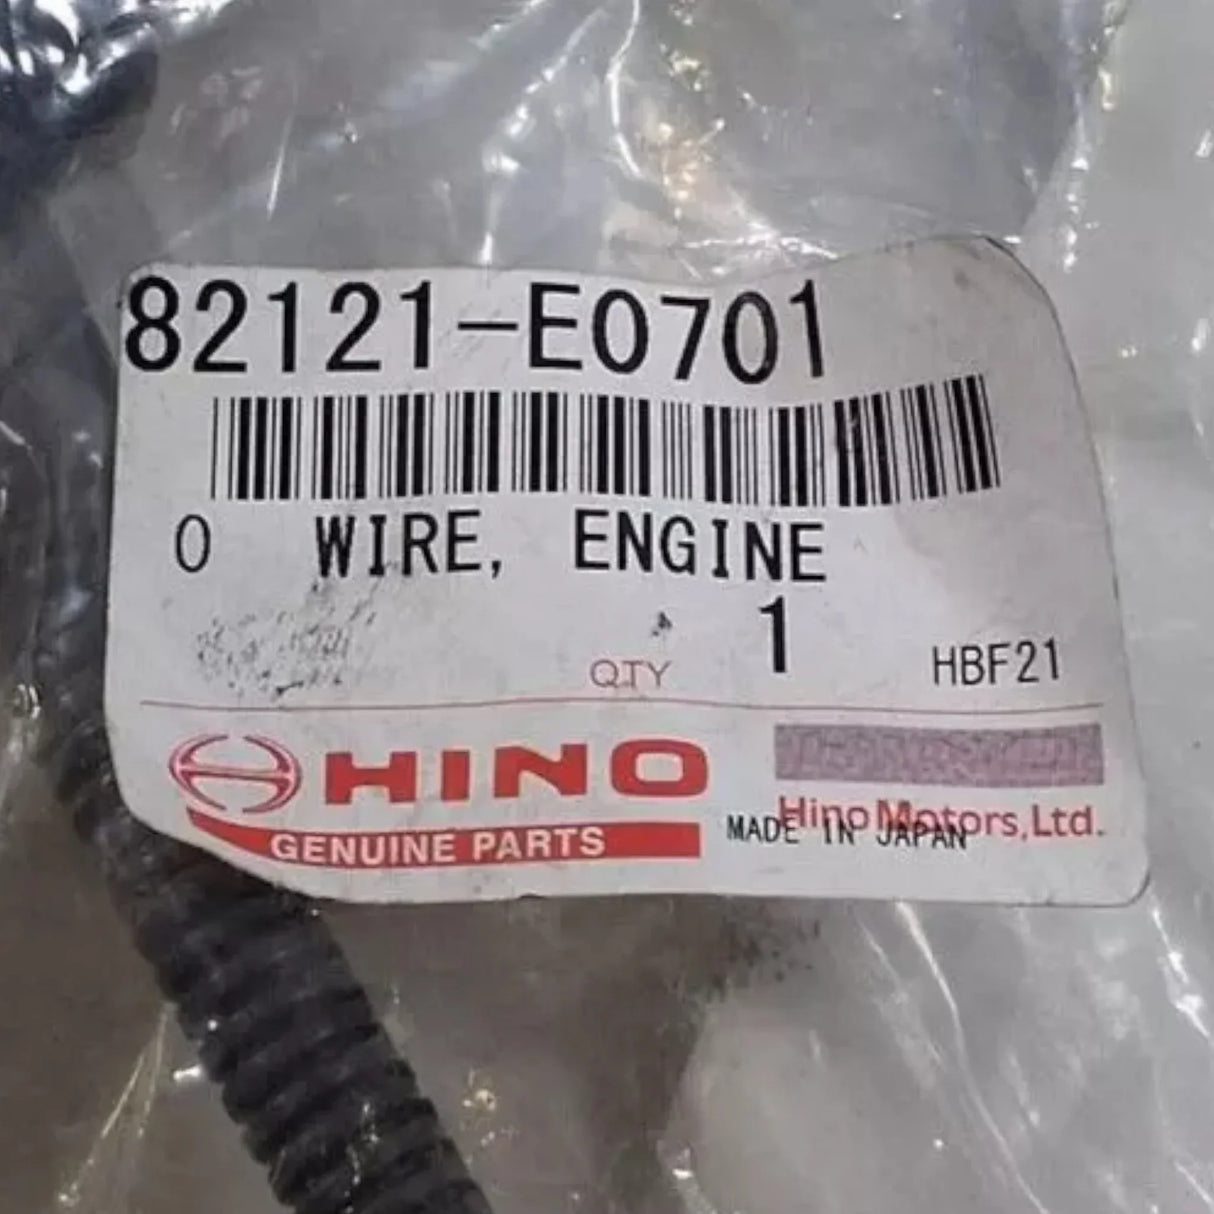 82121-E0701
0 WIRE, ENGINE
QTY 1 HBF21
HINO
GENUINE PARTS
Hino Motors,Ltd.
MADE IN JAPAN